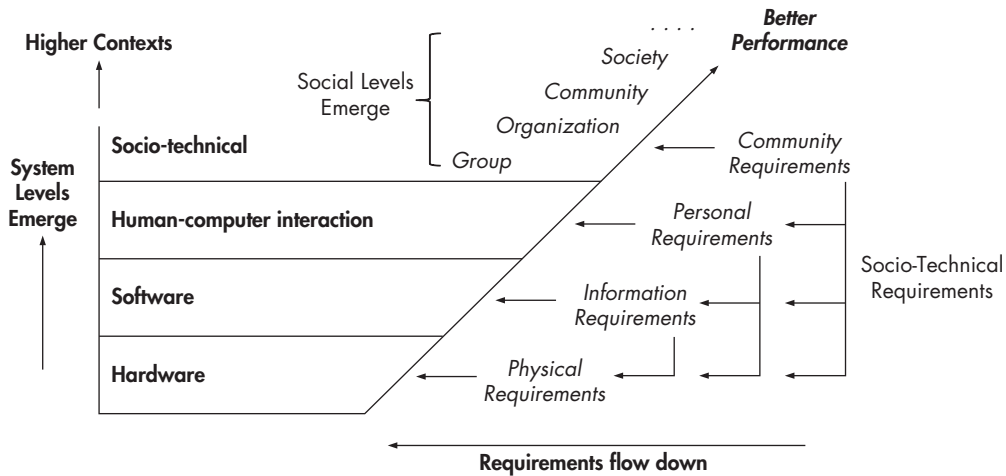 Higher Contexts
Social Levels
Emerge
. . . .
Society
Community
Organization
Group
Better
Performance
System
Levels
Emerge
Socio-technical
Human-computer interaction
Software
Hardware
Community
Requirements
Personal
Requirements
Information
Requirements
Physical
Requirements
Socio-Technical
Requirements
Requirements flow down